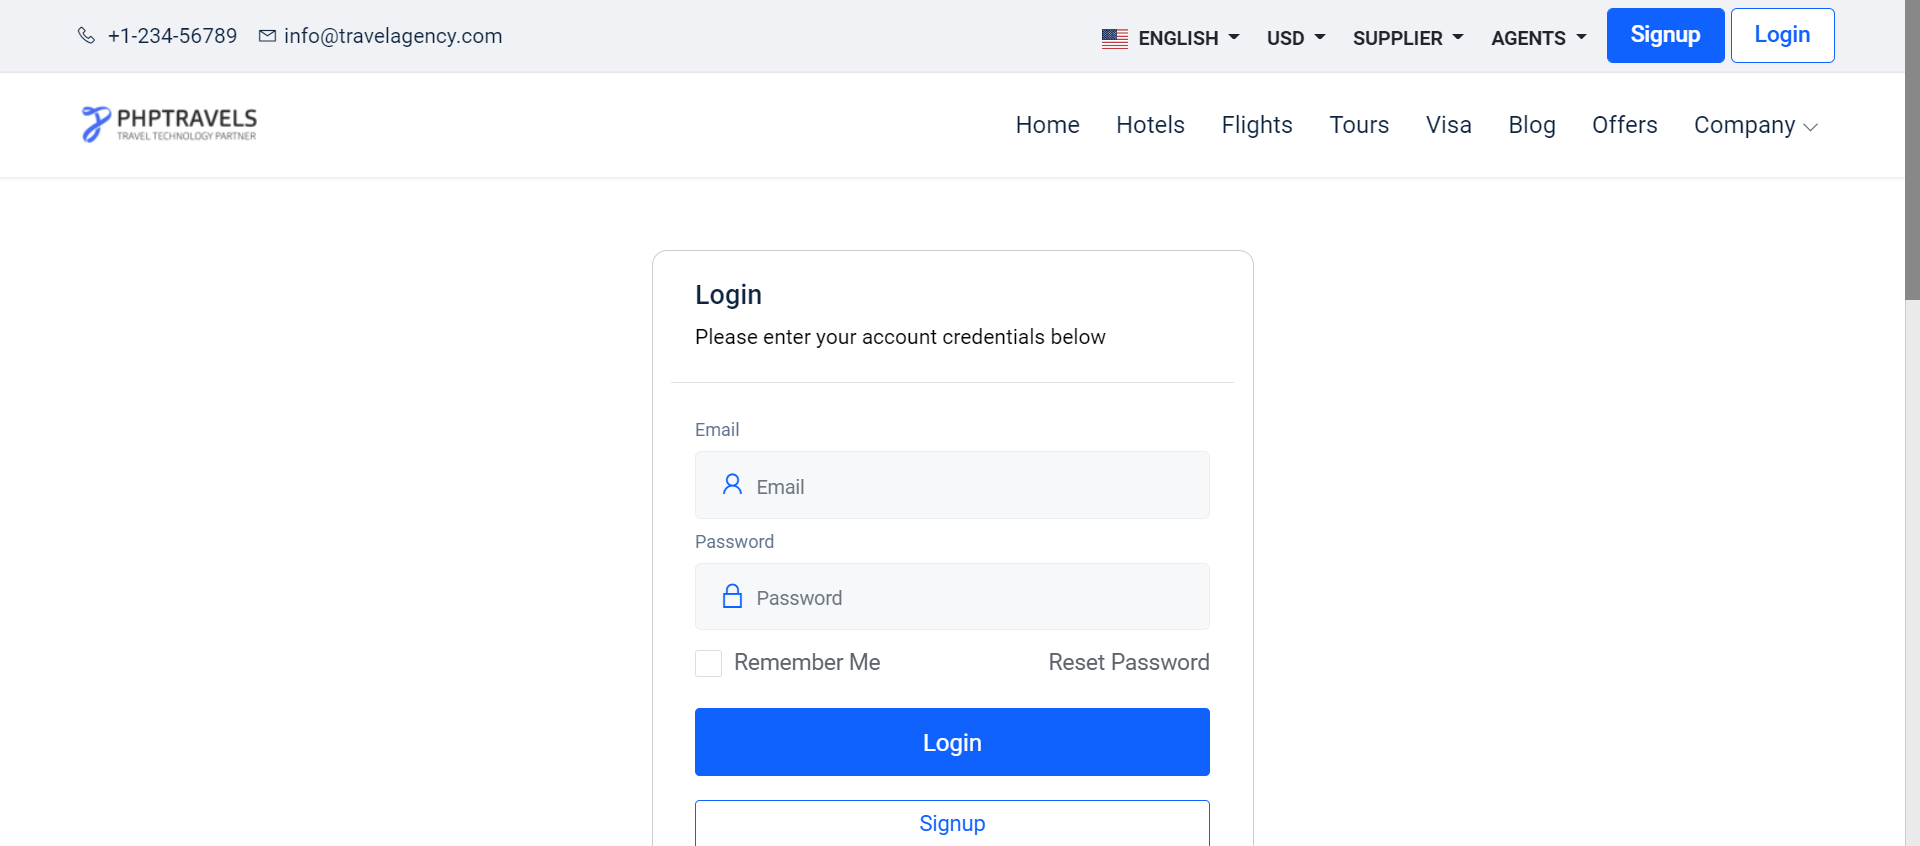 +1-234-56789 info@travelagency.com ENGLISH USD SUPPLIER AGENTS Signup Login
PHPTRAVELS
TRAVEL TECHNOLOGY PARTNER
Home Hotels Flights Tours Visa Blog Offers Company
Login
Please enter your account credentials below
Email
Email
Password
Password
Remember Me Reset Password
Login
Signup